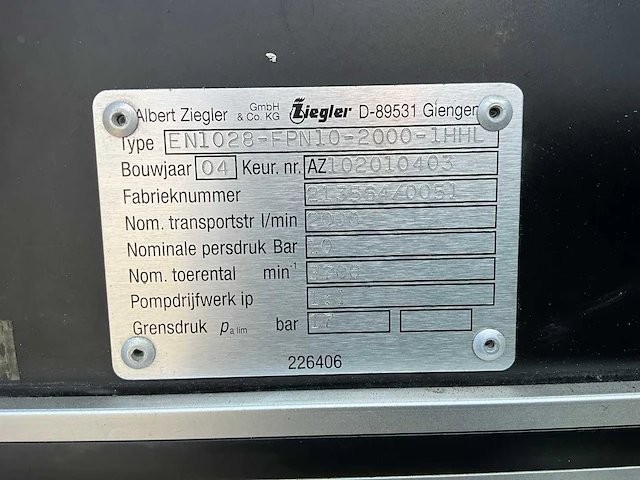 Albert Ziegler GmbH & Co. KG Ziegler D-89531 Giengen
Type EN1028-FPN10-2000-1HHL
Bouwjaar 04 Keur. nr. AZ102010403
Fabrieknummer 213564/0051
Nom. transportstr l/min 2000
Nominale persdruk Bar 10
Nom. toerental min⁻¹
Pompdrijfwerk ip
Grensdruk pa lim bar 17
226406